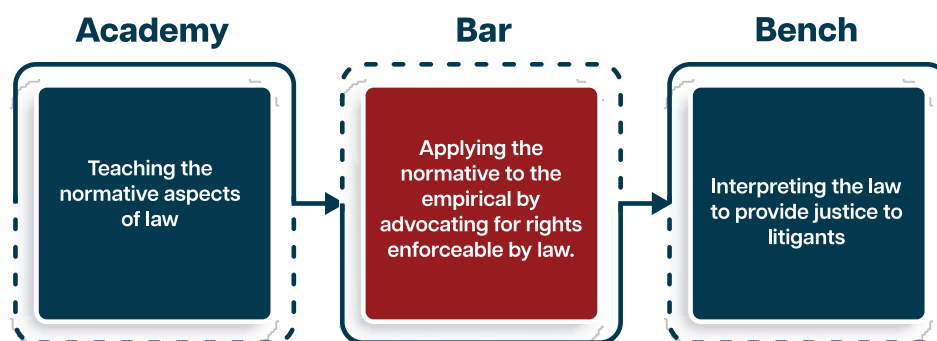 Academy
Teaching the
normative aspects
of law
Bar
Applying the
normative to the
empirical by
advocating for rights
enforceable by law.
Bench
Interpreting the law
to provide justice to
litigants